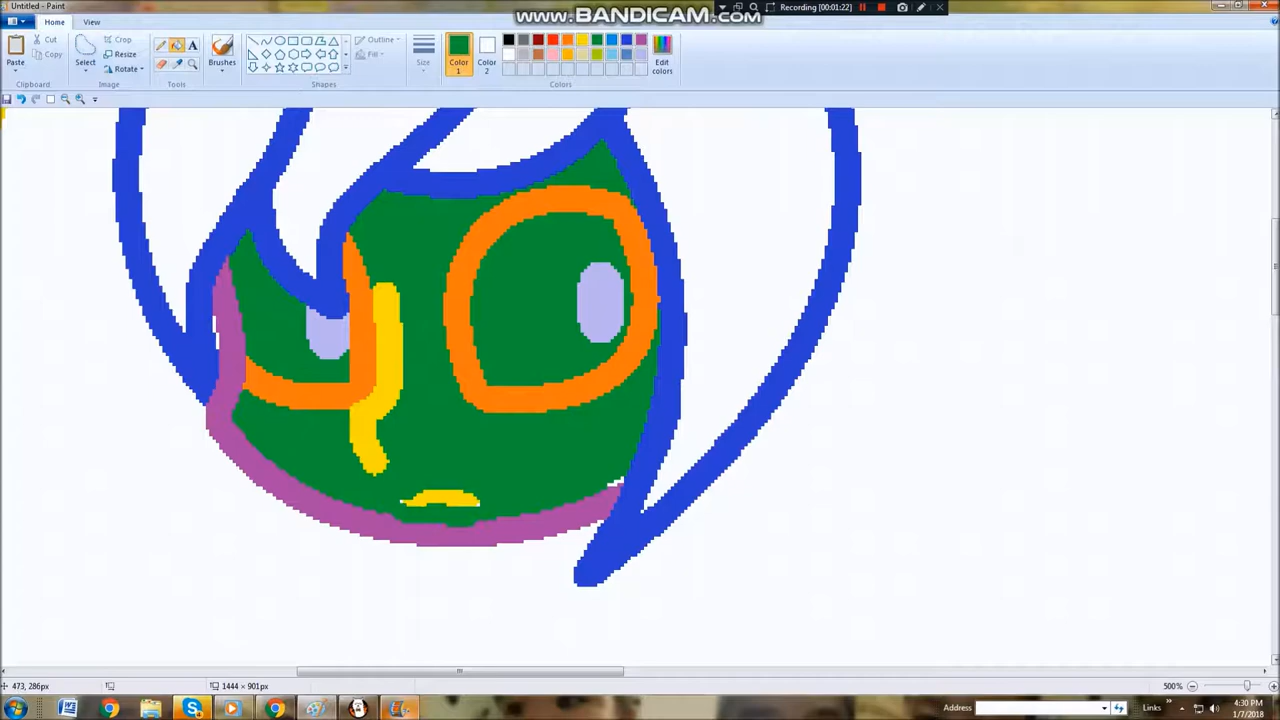 Untitled - Paint
www.BANDICAM.com
Recording [00:01:22]
Home
View
Paste
Cut
Copy
Clipboard
Select
Crop
Resize
Rotate
Image
A
Tools
Brushes
Outline
Fill
Shapes
Size
Color
1
Color
2
Colors
Edit
colors
473, 286px
1444 × 901px
500%
Address
Links
4:30 PM
1/7/2018